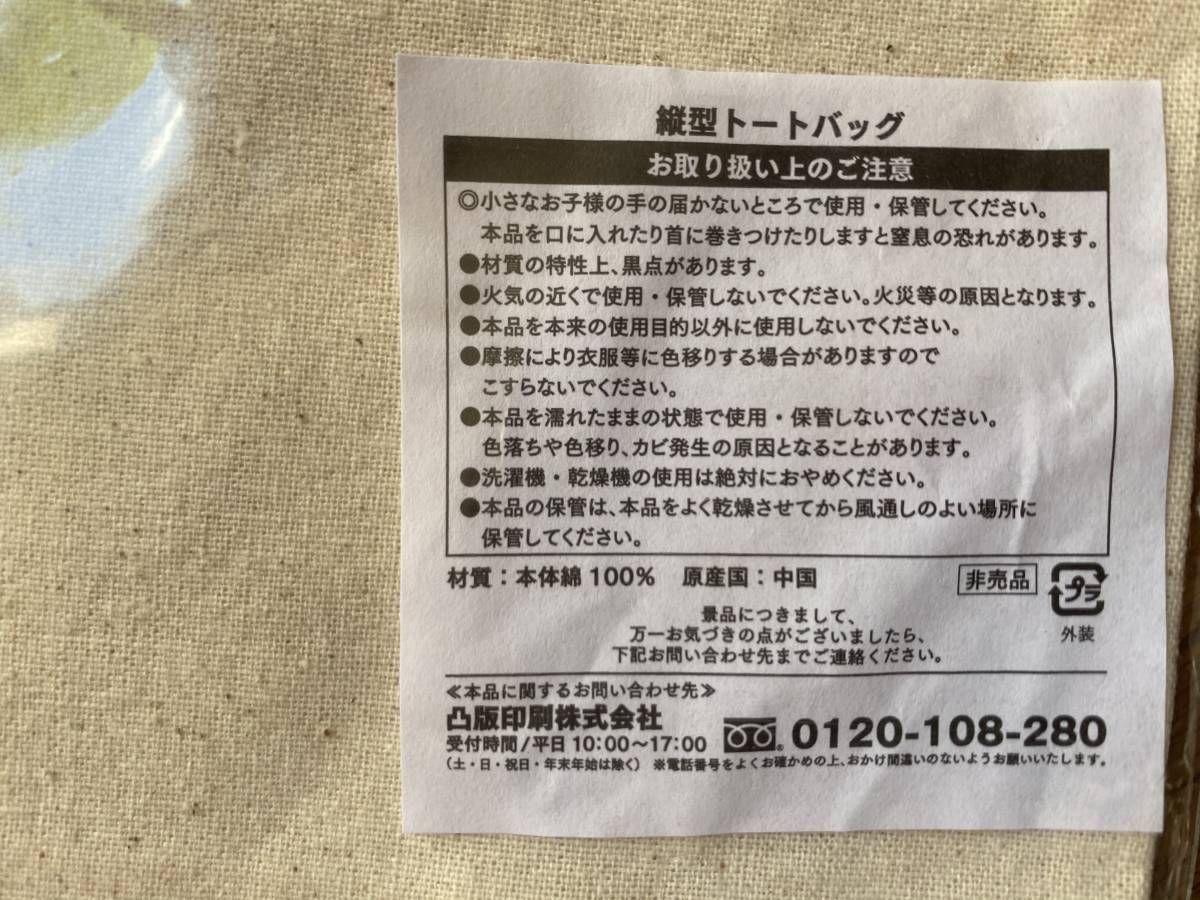 縦型トートバッグ
お取り扱い上のご注意
◎小さなお子様の手の届かないところで使用・保管してください。
本品を口に入れたり首に巻きつけたりしますと窒息の恐れがあります。
●材質の特性上、黒点があります。
●火気の近くで使用・保管しないでください。火災等の原因となります。
●本品を本来の使用目的以外に使用しないでください。
●摩擦により衣服等に色移りする場合がありますので
こすらないでください。
●本品を濡れたままの状態で使用・保管しないでください。
色落ちや色移り、カビ発生の原因となることがあります。
●洗濯機・乾燥機の使用は絶対におやめください。
●本品の保管は、本品をよく乾燥させてから風通しのよい場所に
保管してください。
材質：本体綿100% 原産国：中国 非売品 プラ
外装
景品につきまして、
万一お気づきの点がございましたら、
下記お問い合わせ先までご連絡ください。
≪本品に関するお問い合わせ先≫
凸版印刷株式会社
受付時間/平日10:00～17:00 0120-108-280
（土・日・祝日・年末年始は除く） ※電話番号をよくお確かめの上、おかけ間違いのないようお願いいたします。